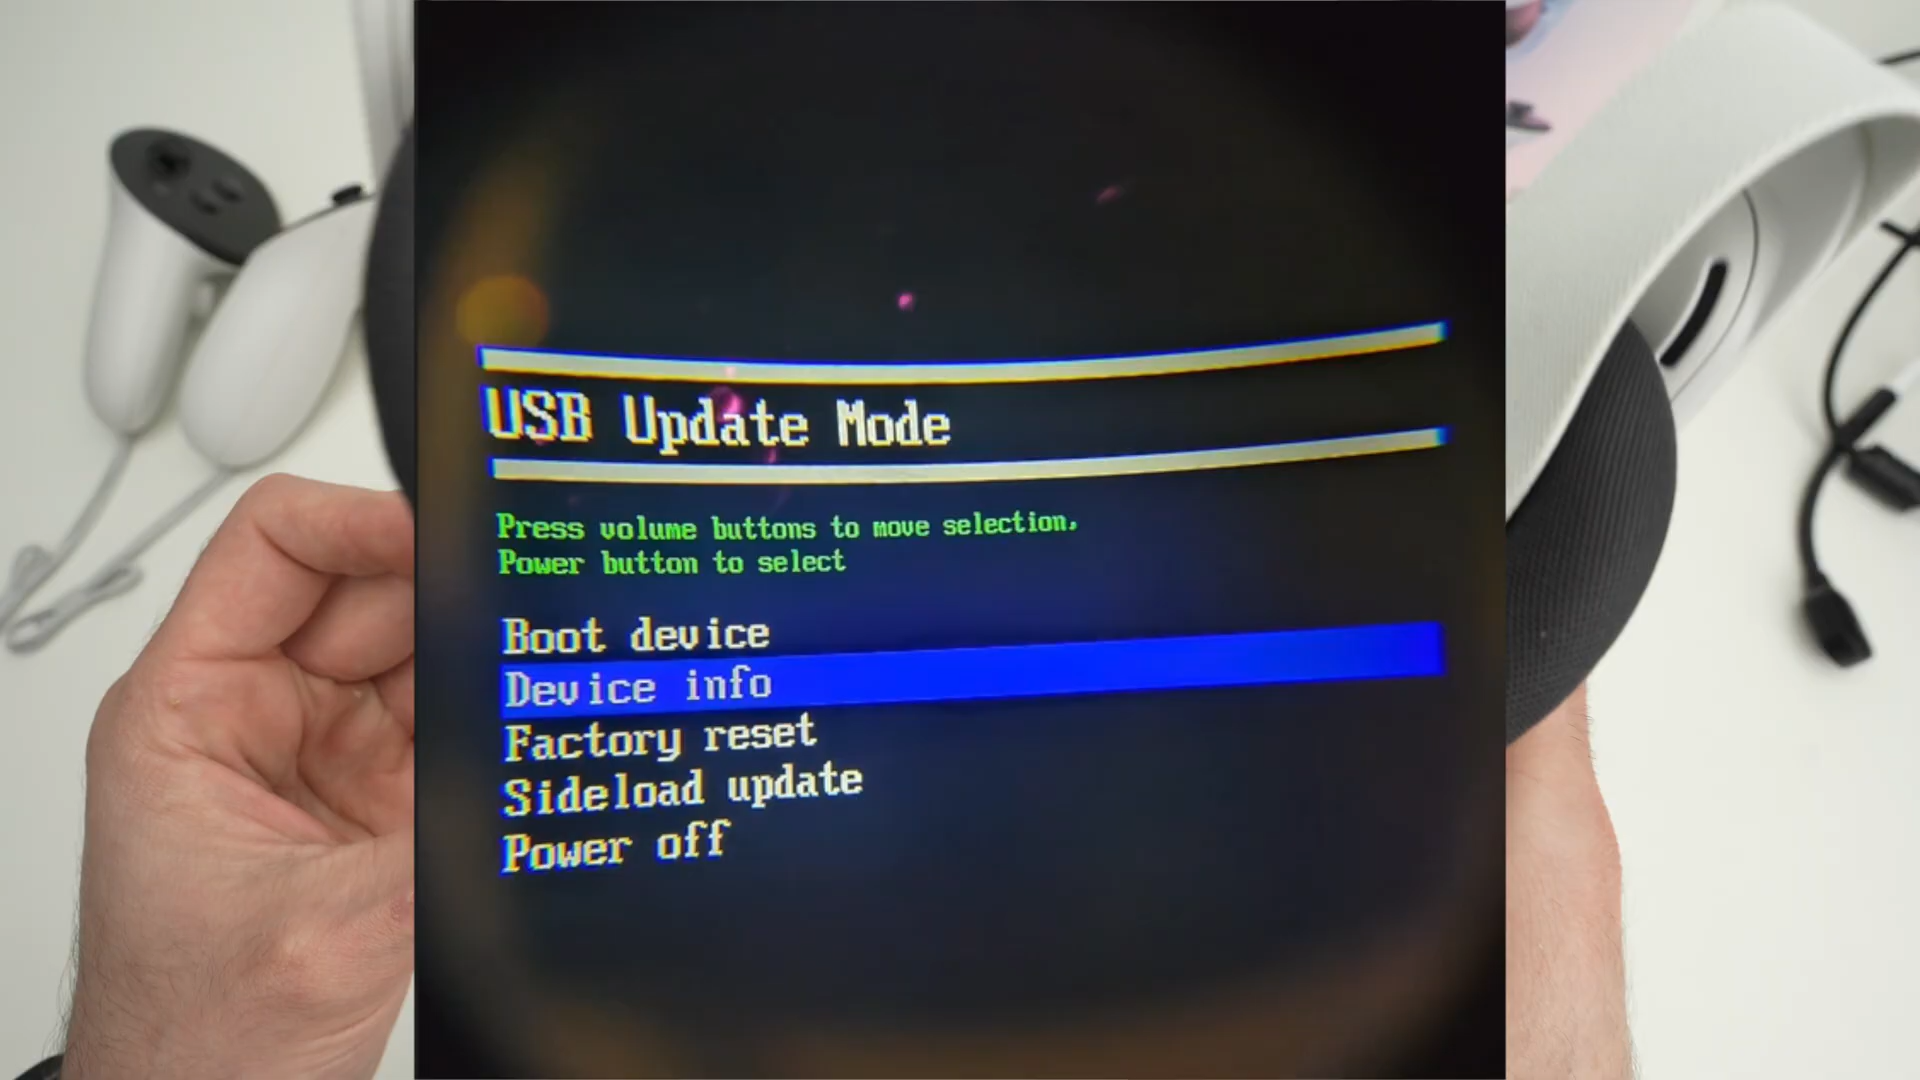 USB Update Mode
Press volume buttons to move selection.
Power button to select
Boot device
Device info
Factory reset
Sideload update
Power off